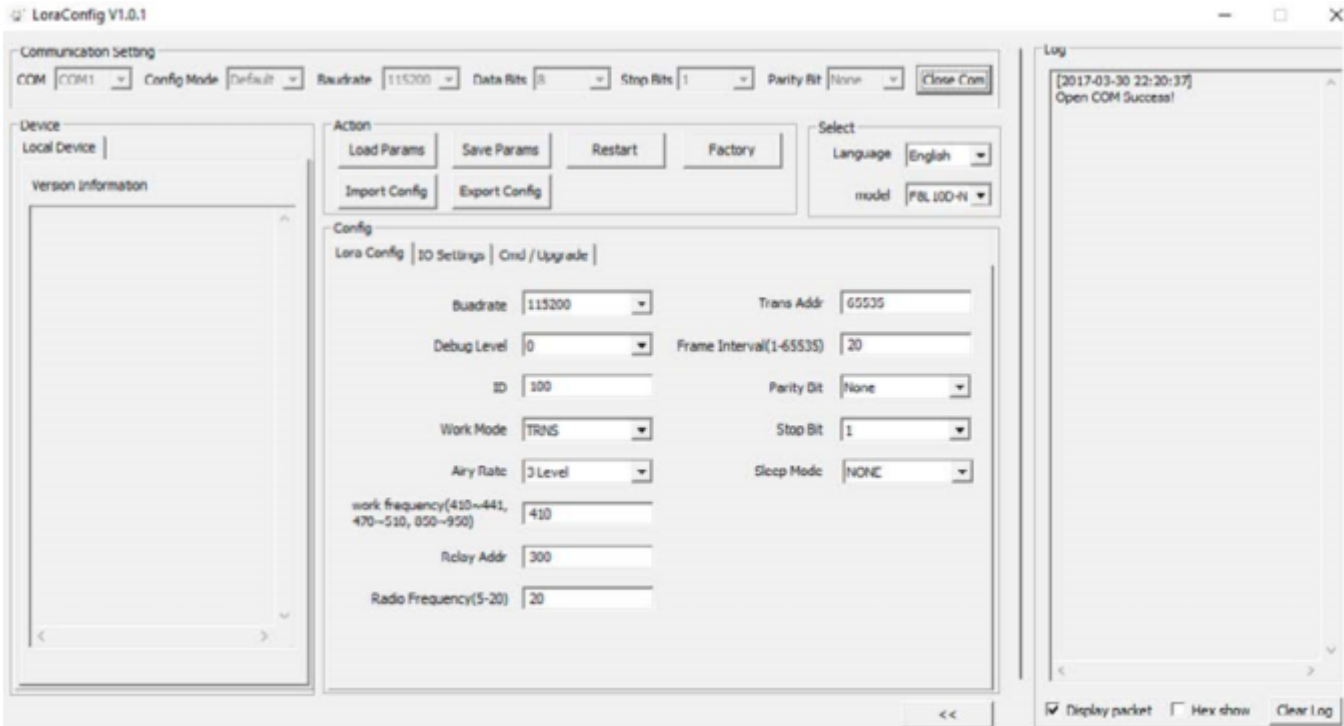 LoraConfig V1.0.1
Communication Setting
COM COM1 Config Mode Default Baudrate 115200 Data Bits 8 Stop Bits 1 Parity Bit None Close Com
Device
Local Device
Version Information
Action
Load Params Save Params Restart Factory
Import Config Export Config
Select
Language English
model F8L10D-N
Config
Lora Config IO Settings Cmd / Upgrade
Buadrate 115200 Trans Addr 65535
Debug Level 0 Frame Interval(1-65535) 20
ID 100 Parity Bit None
Work Mode TRNS Stop Bit 1
Airy Rate 3 Level Sleep Mode NONE
work frequency(410~441,
470~510, 850~950) 410
Relay Addr 300
Radio Frequency(5-20) 20
<<
Log
[2017-03-30 22:20:37]
Open COM Success!
Display packet Hex show Clear Log